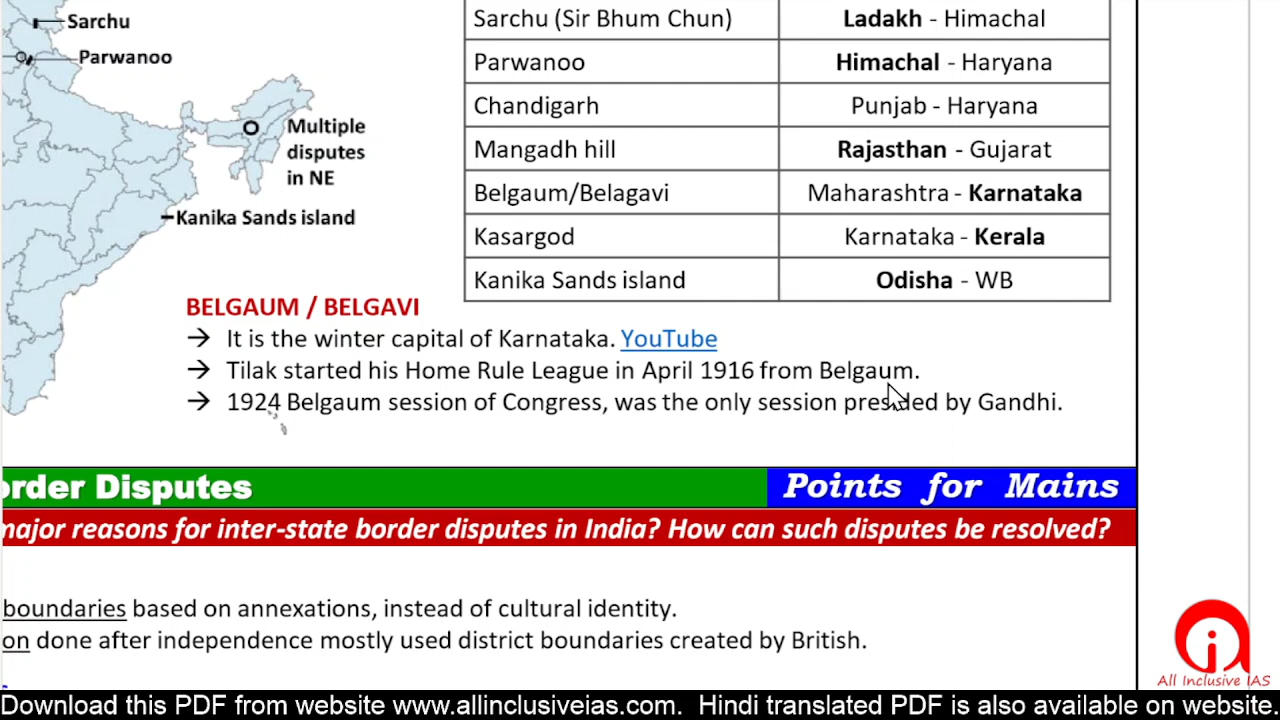 Sarchu
Parwanoo
Multiple
disputes
in NE
Kanika Sands island
Sarchu (Sir Bhum Chun) Ladakh - Himachal
Parwanoo Himachal - Haryana
Chandigarh Punjab - Haryana
Mangadh hill Rajasthan - Gujarat
Belgaum/Belagavi Maharashtra - Karnataka
Kasargod Karnataka - Kerala
Kanika Sands island Odisha - WB
BELGAUM / BELGAVI
→ It is the winter capital of Karnataka. YouTube
→ Tilak started his Home Rule League in April 1916 from Belgaum.
→ 1924 Belgaum session of Congress, was the only session presided by Gandhi.
order Disputes Points for Mains
major reasons for inter-state border disputes in India? How can such disputes be resolved?
boundaries based on annexations, instead of cultural identity.
on done after independence mostly used district boundaries created by British.
All Inclusive IAS
Download this PDF from website www.allinclusiveias.com. Hindi translated PDF is also available on website.